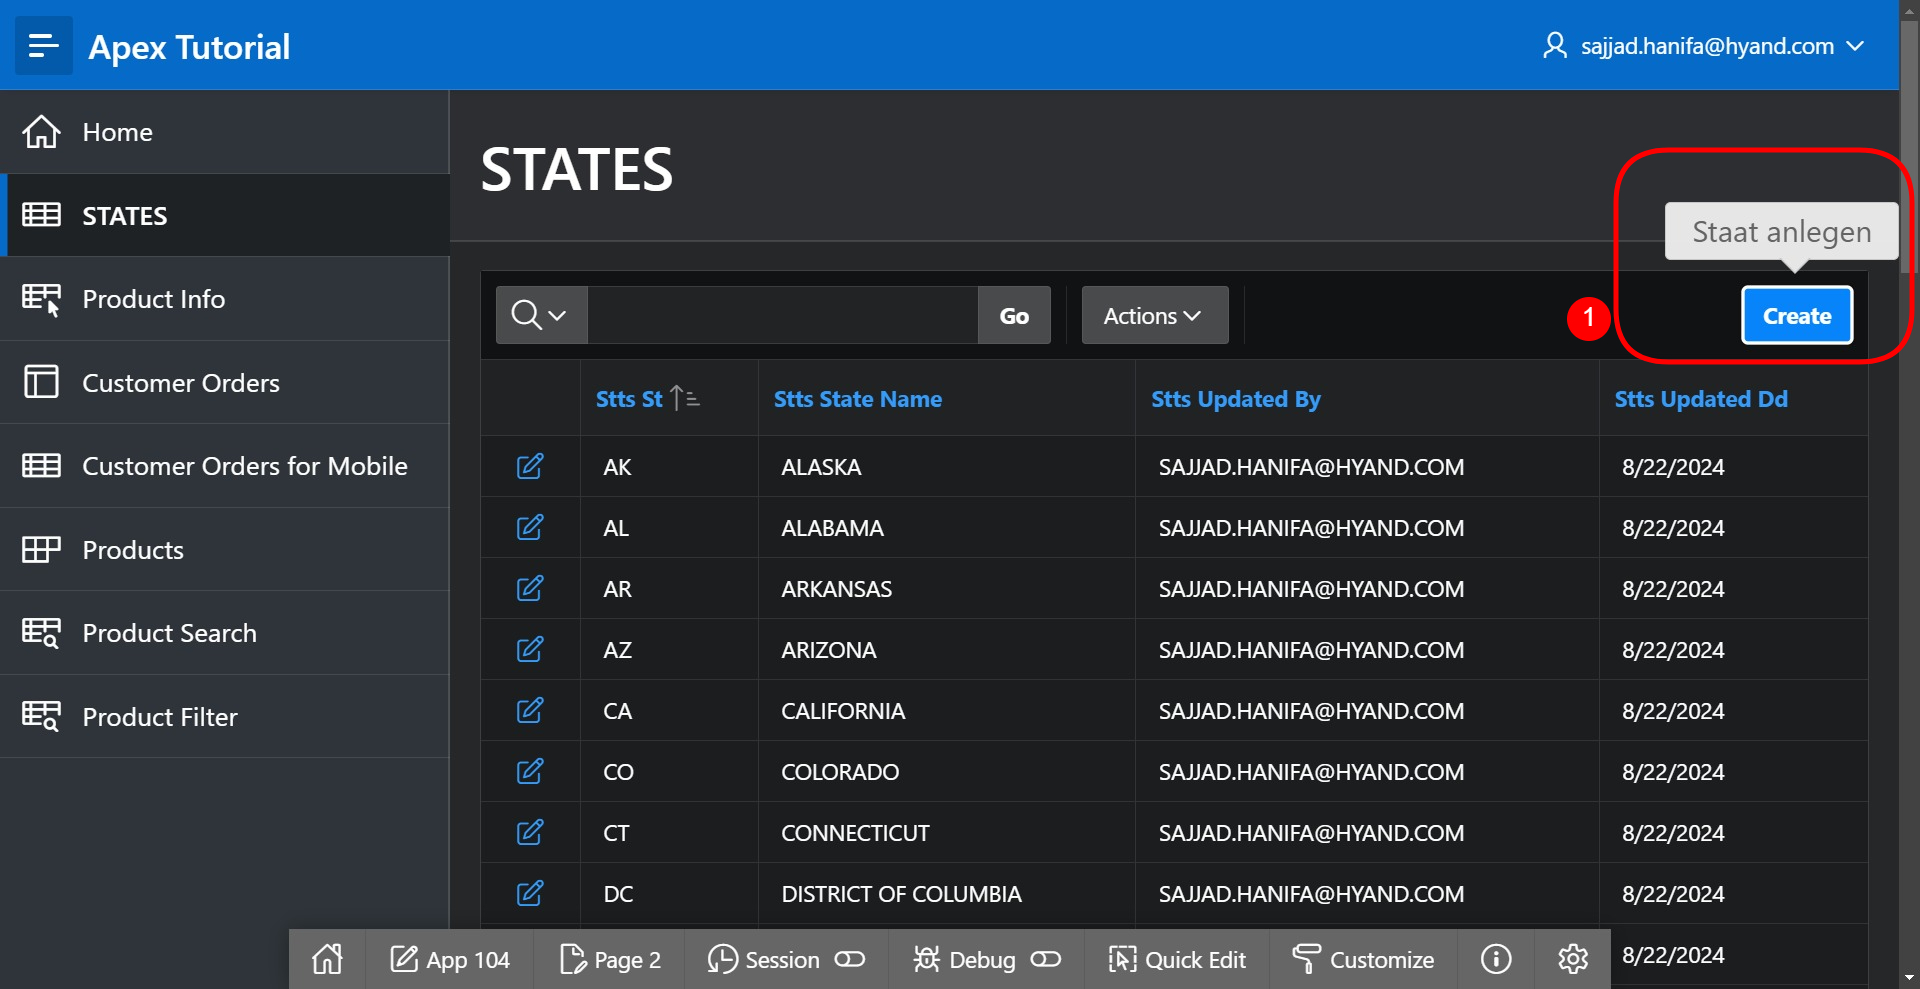 Apex Tutorial
sajjad.hanifa@hyand.com
Home
STATES
Product Info
Customer Orders
Customer Orders for Mobile
Products
Product Search
Product Filter
STATES
Staat anlegen
Go
Actions
1
Create
Stts St Stts State Name Stts Updated By Stts Updated Dd
AK ALASKA SAJJAD.HANIFA@HYAND.COM 8/22/2024
AL ALABAMA SAJJAD.HANIFA@HYAND.COM 8/22/2024
AR ARKANSAS SAJJAD.HANIFA@HYAND.COM 8/22/2024
AZ ARIZONA SAJJAD.HANIFA@HYAND.COM 8/22/2024
CA CALIFORNIA SAJJAD.HANIFA@HYAND.COM 8/22/2024
CO COLORADO SAJJAD.HANIFA@HYAND.COM 8/22/2024
CT CONNECTICUT SAJJAD.HANIFA@HYAND.COM 8/22/2024
DC DISTRICT OF COLUMBIA SAJJAD.HANIFA@HYAND.COM 8/22/2024
8/22/2024
App 104 Page 2 Session Debug Quick Edit Customize